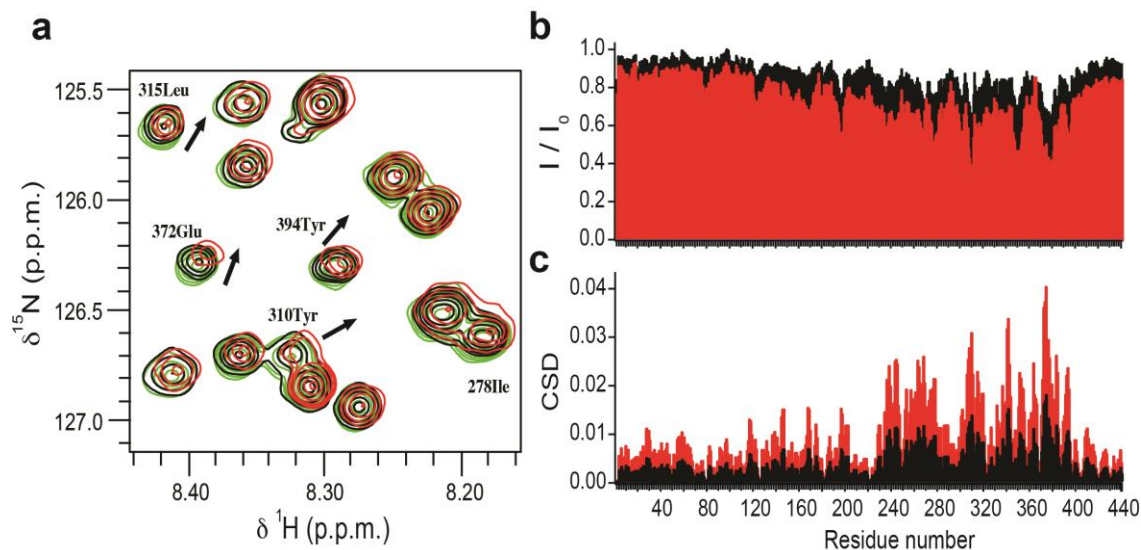 a
315Leu
372Glu
394Tyr
310Tyr
278Ile
125.5
126.0
126.5
127.0
δ ¹⁵N (p.p.m.)
8.40
8.30
8.20
δ ¹H (p.p.m.)
b
1.0
0.8
0.6
0.4
0.2
0.0
I / I₀
c
0.04
0.03
0.02
0.01
0.00
CSD
40 80 120 160 200 240 280 320 360 400 440
Residue number